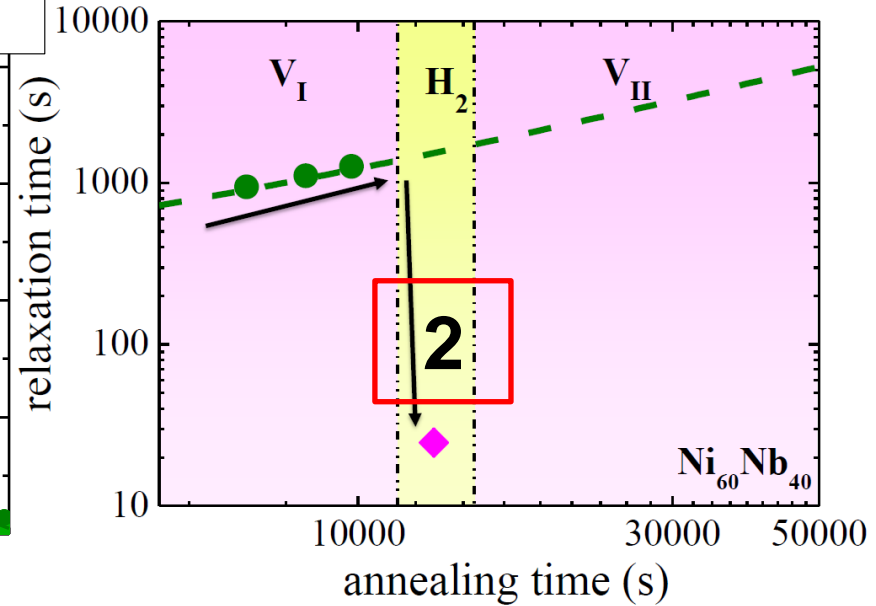 10000
1000
100
10
relaxation time (s)
V_I
H_2
V_II
2
Ni_60Nb_40
10000
30000
50000
annealing time (s)